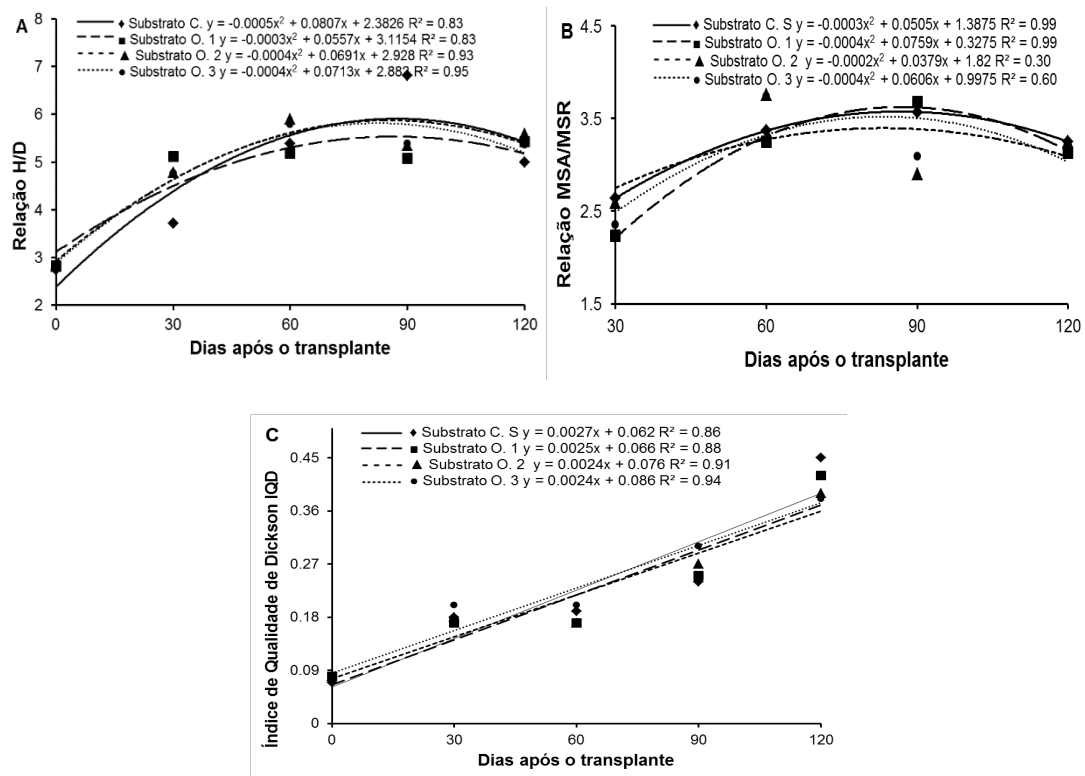 A
Substrato C. y = -0.0005x² + 0.0807x + 2.3826 R² = 0.83
Substrato O. 1 y = -0.0003x² + 0.0557x + 3.1154 R² = 0.83
Substrato O. 2 y = -0.0004x² + 0.0691x + 2.928 R² = 0.93
Substrato O. 3 y = -0.0004x² + 0.0713x + 2.882 R² = 0.95
Relação H/D
8
7
6
5
4
3
2
0
30
60
90
120
Dias após o transplante
B
Substrato C. S y = -0.0003x² + 0.0505x + 1.3875 R² = 0.99
Substrato O. 1 y = -0.0004x² + 0.0759x + 0.3275 R² = 0.99
Substrato O. 2 y = -0.0002x² + 0.0379x + 1.82 R² = 0.30
Substrato O. 3 y = -0.0004x² + 0.0606x + 0.9975 R² = 0.60
Relação MSA/MSR
4.5
3.5
2.5
1.5
30
60
90
120
Dias após o transplante
C
Substrato C. S y = 0.0027x + 0.062 R² = 0.86
Substrato O. 1 y = 0.0025x + 0.066 R² = 0.88
Substrato O. 2 y = 0.0024x + 0.076 R² = 0.91
Substrato O. 3 y = 0.0024x + 0.086 R² = 0.94
Índice de Qualidade de Dickson IQD
0.45
0.36
0.27
0.18
0.09
0
0
30
60
90
120
Dias após o transplante